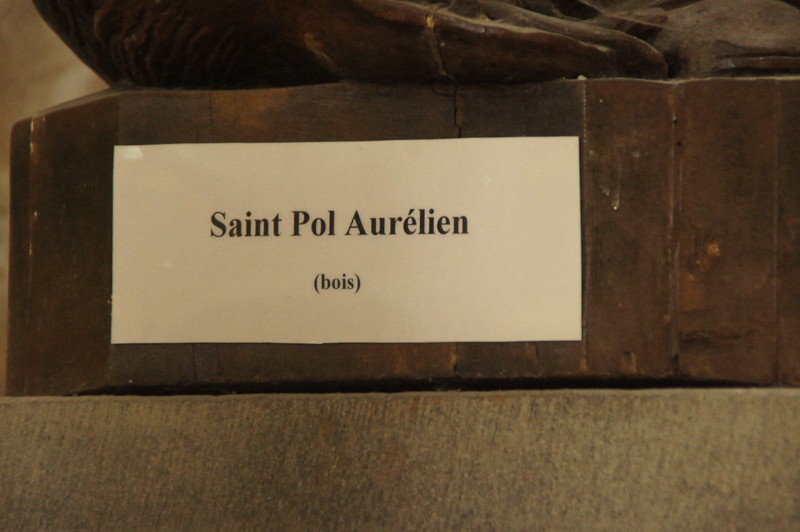 Saint Pol Aurélien
(bois)